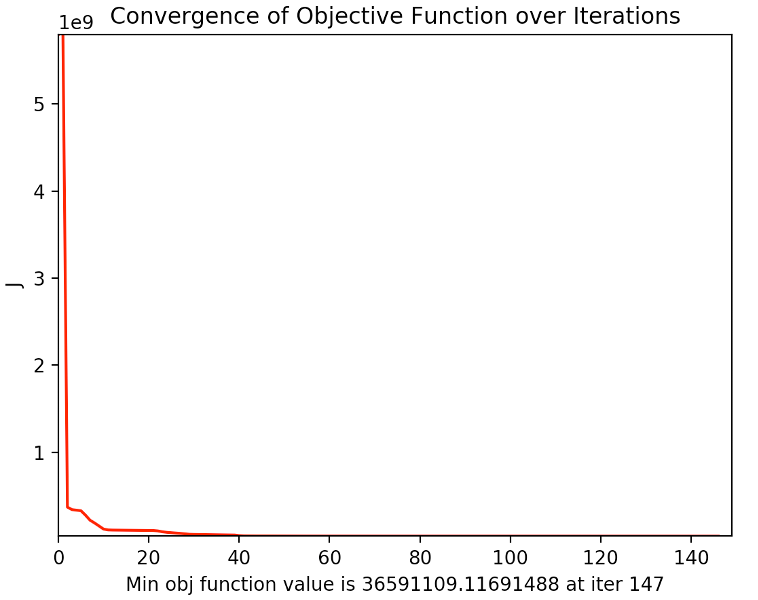 Convergence of Objective Function over Iterations
1e9
5
4
3
2
1
J
0 20 40 60 80 100 120 140
Min obj function value is 36591109.11691488 at iter 147